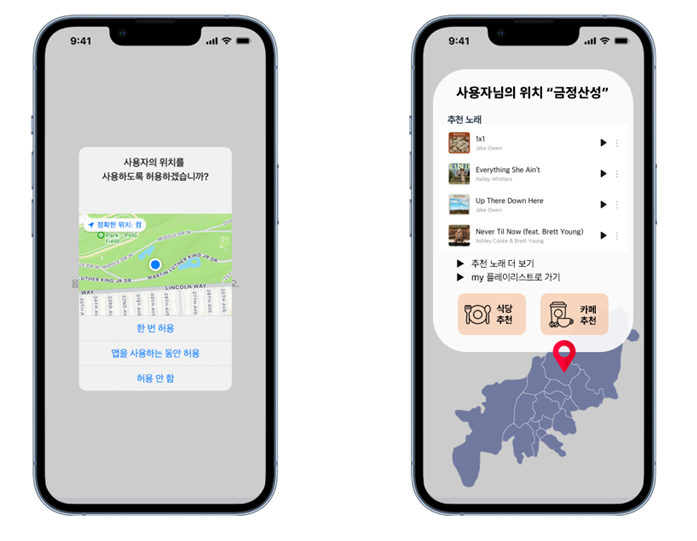 9:41
사용자의 위치를
사용하도록 허용하겠습니까?
정확한 위치: 켬
Park - Polo
Field
MIDDLE DR W
MARTIN LUTHER KING JR DR
LINCOLN WAY
한 번 허용
앱을 사용하는 동안 허용
허용 안 함
9:41
사용자님의 위치 “금정산성”
추천 노래
1x1
Jake Owen
Everything She Ain't
Hailey Whitters
Up There Down Here
Jake Owen
Never Til Now (feat. Brett Young)
Ashley Cooke & Brett Young
▶ 추천 노래 더 보기
▶ my 플레이리스트로 가기
식당
추천
카페
추천